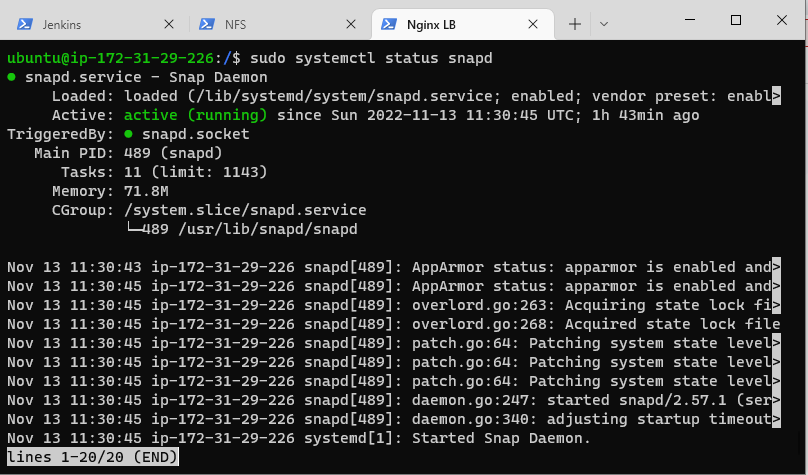 Jenkins
NFS
Nginx LB
ubuntu@ip-172-31-29-226:/$ sudo systemctl status snapd
● snapd.service - Snap Daemon
Loaded: loaded (/lib/systemd/system/snapd.service; enabled; vendor preset: enabl>
Active: active (running) since Sun 2022-11-13 11:30:45 UTC; 1h 43min ago
TriggeredBy: ● snapd.socket
Main PID: 489 (snapd)
Tasks: 11 (limit: 1143)
Memory: 71.8M
CGroup: /system.slice/snapd.service
└─489 /usr/lib/snapd/snapd
Nov 13 11:30:43 ip-172-31-29-226 snapd[489]: AppArmor status: apparmor is enabled and>
Nov 13 11:30:45 ip-172-31-29-226 snapd[489]: AppArmor status: apparmor is enabled and>
Nov 13 11:30:45 ip-172-31-29-226 snapd[489]: overlord.go:263: Acquiring state lock fi>
Nov 13 11:30:45 ip-172-31-29-226 snapd[489]: overlord.go:268: Acquired state lock file
Nov 13 11:30:45 ip-172-31-29-226 snapd[489]: patch.go:64: Patching system state level>
Nov 13 11:30:45 ip-172-31-29-226 snapd[489]: patch.go:64: Patching system state level>
Nov 13 11:30:45 ip-172-31-29-226 snapd[489]: patch.go:64: Patching system state level>
Nov 13 11:30:45 ip-172-31-29-226 snapd[489]: daemon.go:247: started snapd/2.57.1 (ser>
Nov 13 11:30:45 ip-172-31-29-226 snapd[489]: daemon.go:340: adjusting startup timeout>
Nov 13 11:30:45 ip-172-31-29-226 systemd[1]: Started Snap Daemon.
lines 1-20/20 (END)